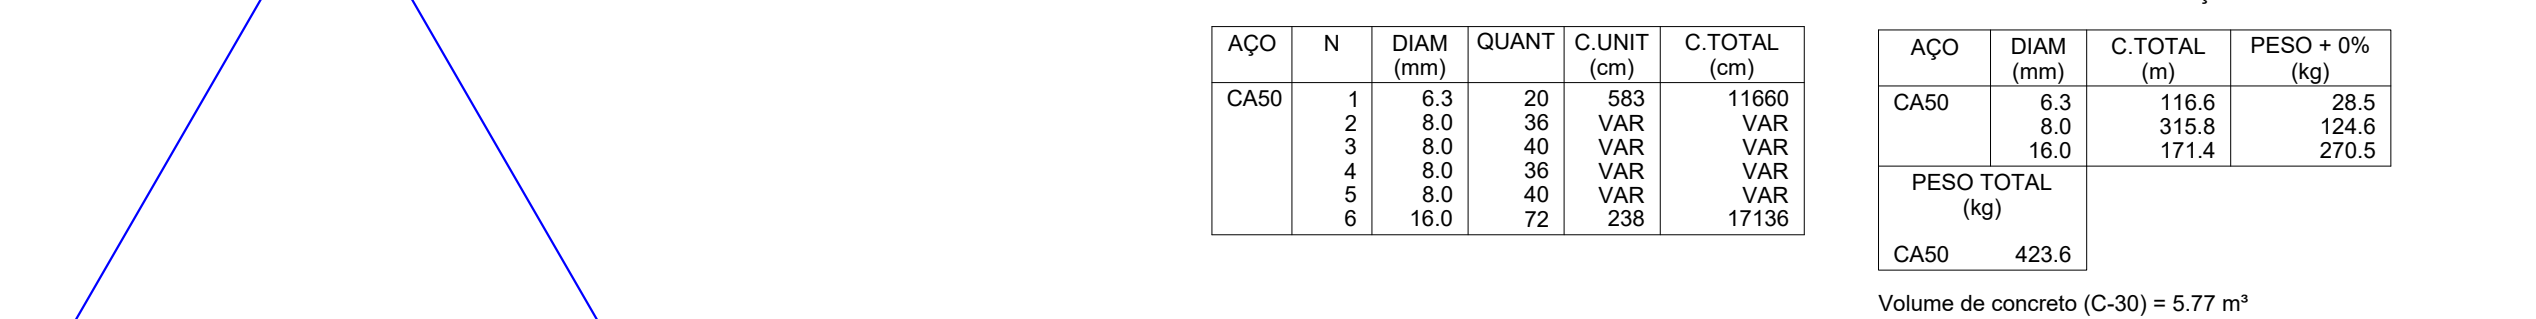 AÇO N DIAM (mm) QUANT C.UNIT (cm) C.TOTAL (cm)
CA50 1 6.3 20 583 11660
2 8.0 36 VAR VAR
3 8.0 40 VAR VAR
4 8.0 36 VAR VAR
5 8.0 40 VAR VAR
6 16.0 72 238 17136
AÇO DIAM (mm) C.TOTAL (m) PESO + 0% (kg)
CA50 6.3 116.6 28.5
8.0 315.8 124.6
16.0 171.4 270.5
PESO TOTAL
(kg)
CA50 423.6
Volume de concreto (C-30) = 5.77 m³